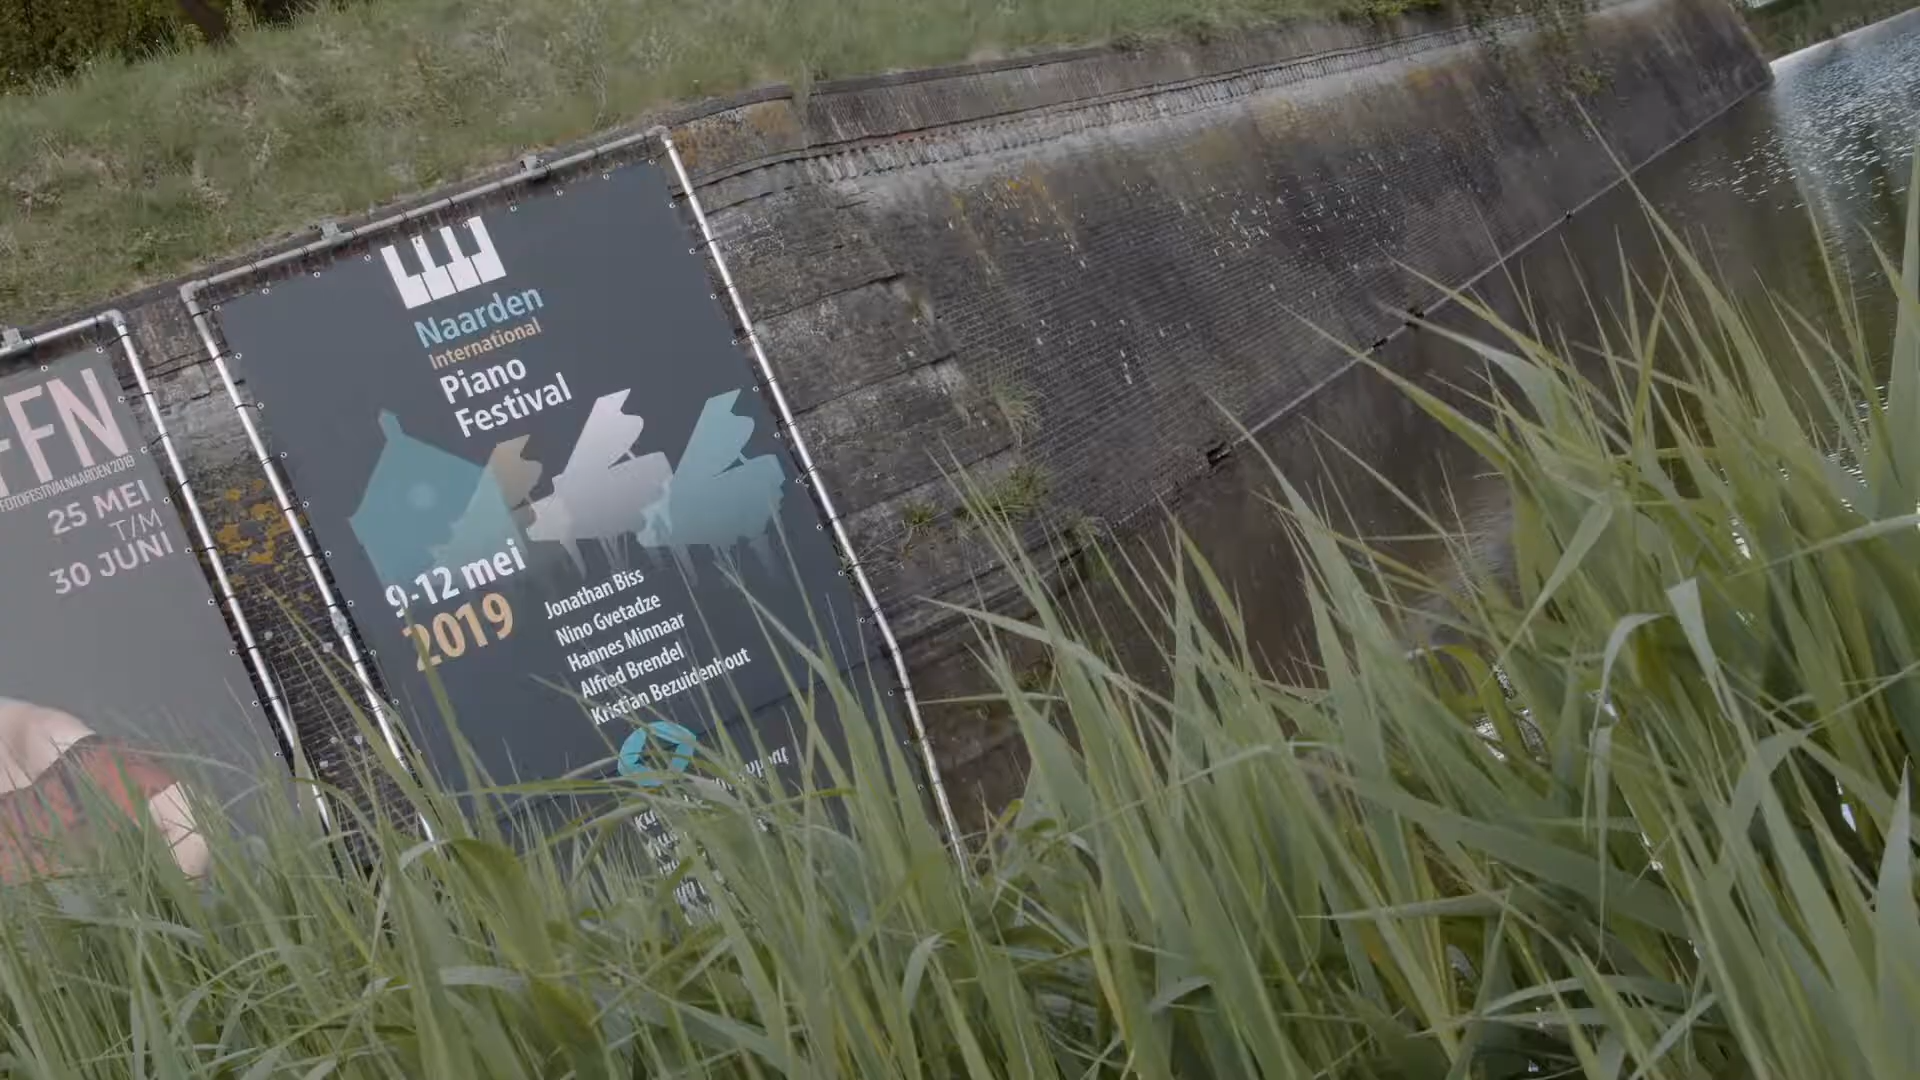 FFN
FOTOFESTIVALNAARDEN2019
25 MEI
T/M
30 JUNI
Naarden
International
Piano
Festival
9-12 mei
2019
Jonathan Biss
Nino Gvetadze
Hannes Minnaar
Alfred Brendel
Kristian Bezuidenhout